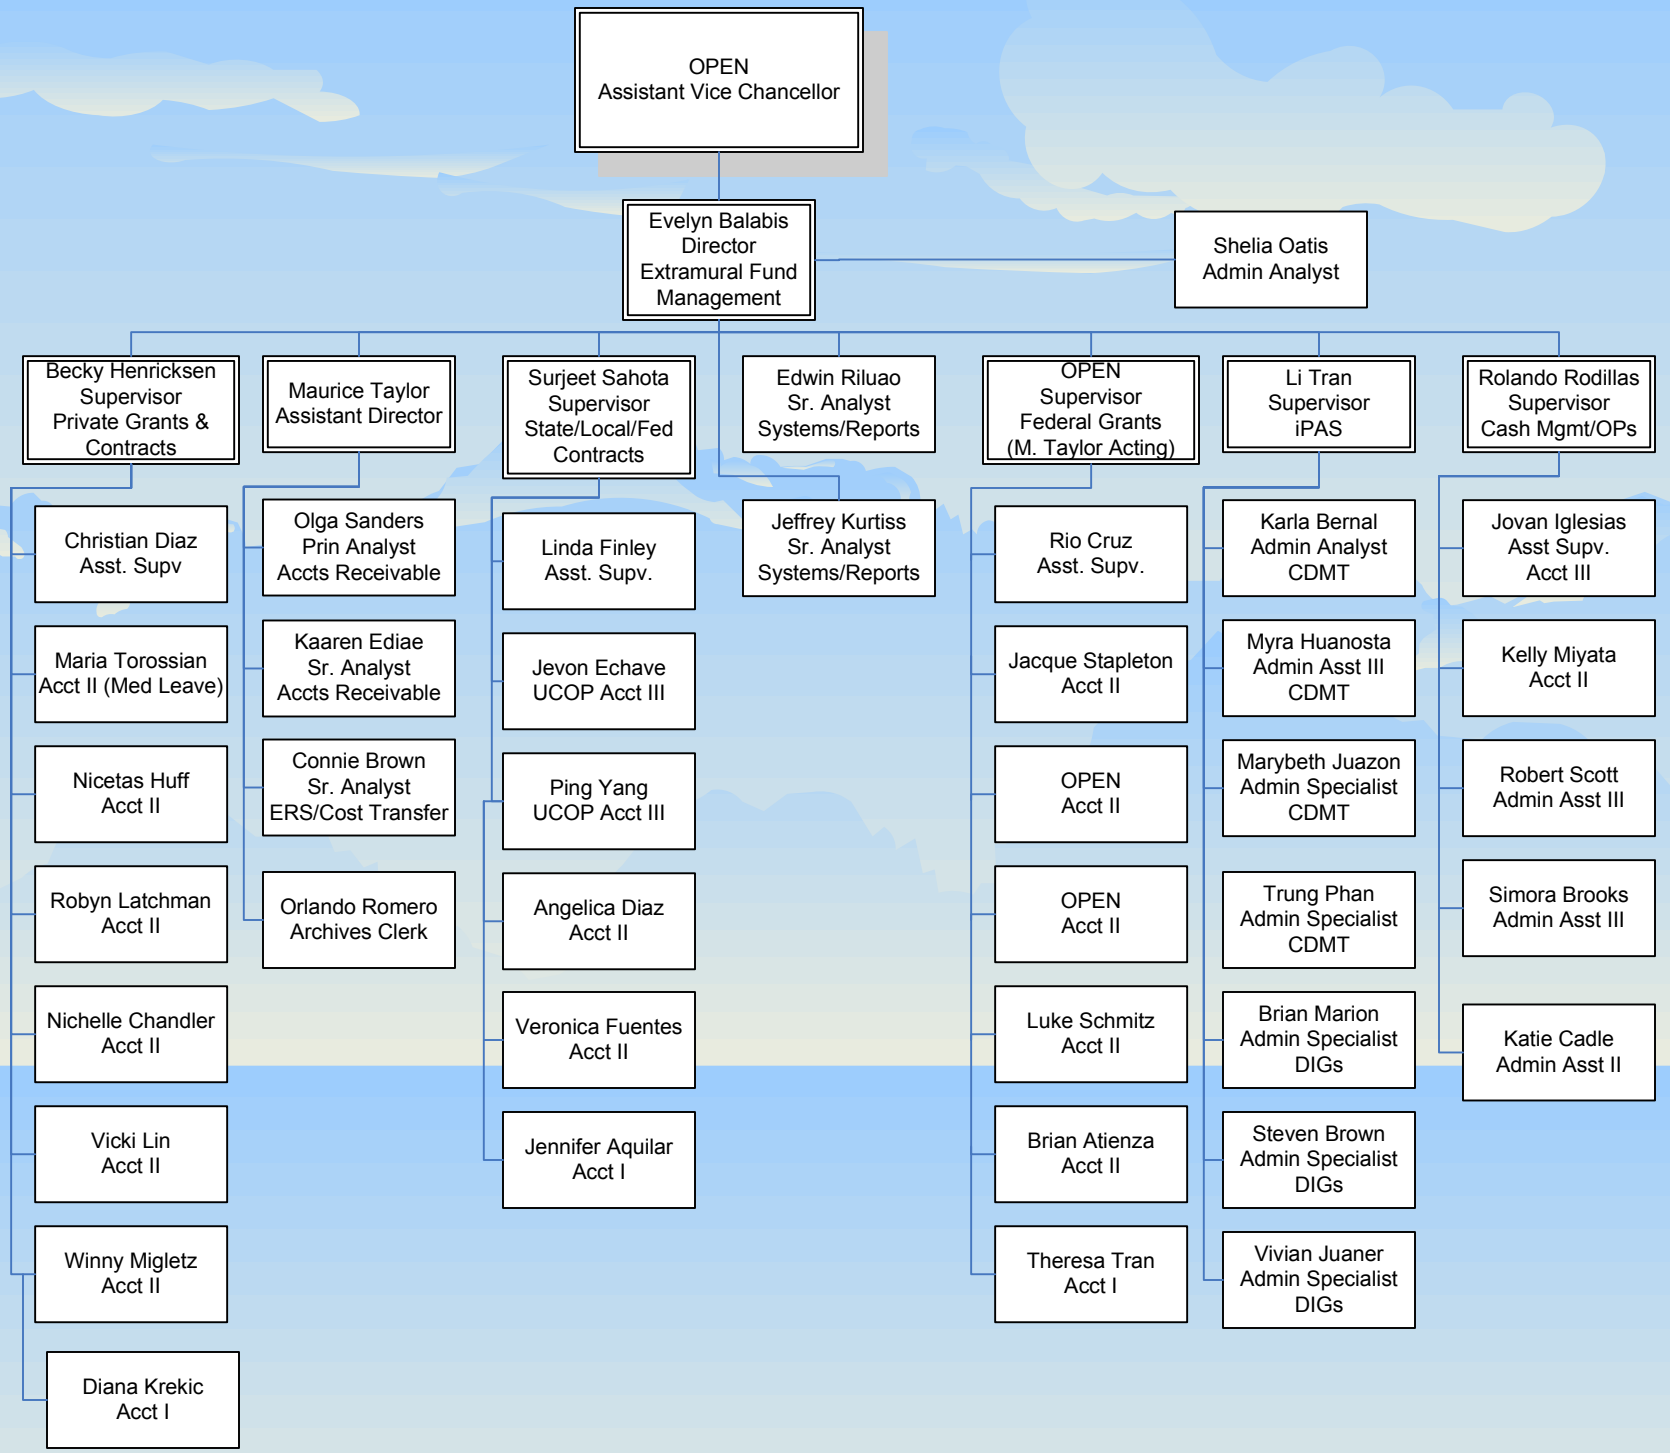 OPEN
Assistant Vice Chancellor
Evelyn Balabis
Director
Extramural Fund
Management
Shelia Oatis
Admin Analyst
Becky Henricksen
Supervisor
Private Grants &
Contracts
Maurice Taylor
Assistant Director
Surjeet Sahota
Supervisor
State/Local/Fed
Contracts
Edwin Riluao
Sr. Analyst
Systems/Reports
OPEN
Supervisor
Federal Grants
(M. Taylor Acting)
Li Tran
Supervisor
iPAS
Rolando Rodillas
Supervisor
Cash Mgmt/OPs
Christian Diaz
Asst. Supv
Maria Torossian
Acct II (Med Leave)
Nicetas Huff
Acct II
Robyn Latchman
Acct II
Nichelle Chandler
Acct II
Vicki Lin
Acct II
Winny Migletz
Acct II
Diana Krekic
Acct I
Olga Sanders
Prin Analyst
Accts Receivable
Kaaren Ediae
Sr. Analyst
Accts Receivable
Connie Brown
Sr. Analyst
ERS/Cost Transfer
Orlando Romero
Archives Clerk
Linda Finley
Asst. Supv.
Jevon Echave
UCOP Acct III
Ping Yang
UCOP Acct III
Angelica Diaz
Acct II
Veronica Fuentes
Acct II
Jennifer Aquilar
Acct I
Jeffrey Kurtiss
Sr. Analyst
Systems/Reports
Rio Cruz
Asst. Supv.
Jacque Stapleton
Acct II
OPEN
Acct II
OPEN
Acct II
Luke Schmitz
Acct II
Brian Atienza
Acct II
Theresa Tran
Acct I
Karla Bernal
Admin Analyst
CDMT
Myra Huanosta
Admin Asst III
CDMT
Marybeth Juazon
Admin Specialist
CDMT
Trung Phan
Admin Specialist
CDMT
Brian Marion
Admin Specialist
DIGs
Steven Brown
Admin Specialist
DIGs
Vivian Juaner
Admin Specialist
DIGs
Jovan Iglesias
Asst Supv.
Acct III
Kelly Miyata
Acct II
Robert Scott
Admin Asst III
Simora Brooks
Admin Asst III
Katie Cadle
Admin Asst II